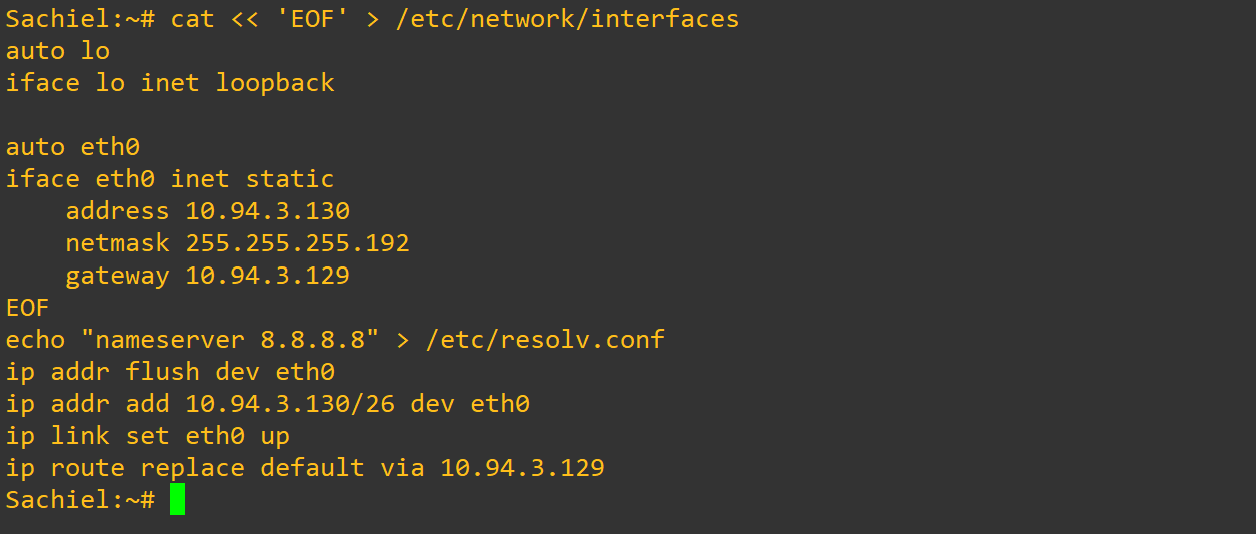 Sachiel:~# cat << 'EOF' > /etc/network/interfaces
auto lo
iface lo inet loopback

auto eth0
iface eth0 inet static
    address 10.94.3.130
    netmask 255.255.255.192
    gateway 10.94.3.129
EOF
echo "nameserver 8.8.8.8" > /etc/resolv.conf
ip addr flush dev eth0
ip addr add 10.94.3.130/26 dev eth0
ip link set eth0 up
ip route replace default via 10.94.3.129
Sachiel:~#